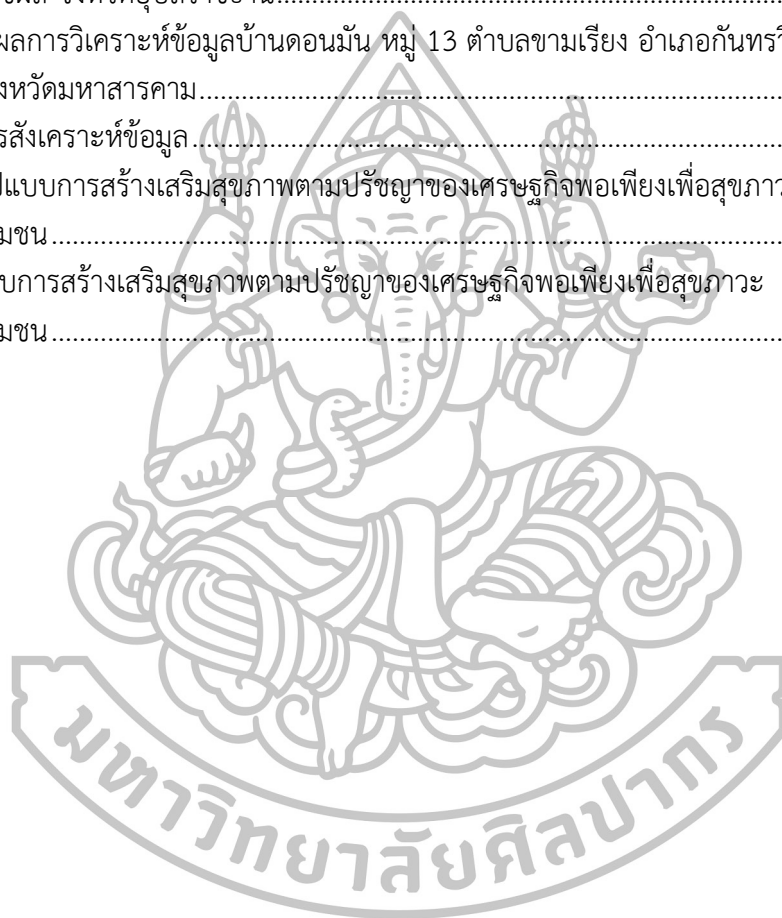 ผลการวิเคราะห์ข้อมูลบ้านดอนมัน หมู่ 13 ตำบลขามเรียง อำเภอกันทรวิ
งหวัดมหาสารคาม
รสังเคราะห์ข้อมูล
ปแบบการสร้างเสริมสุขภาพตามปรัชญาของเศรษฐกิจพอเพียงเพื่อสุขภาว
มชน
บการสร้างเสริมสุขภาพตามปรัชญาของเศรษฐกิจพอเพียงเพื่อสุขภาวะ
มชน
มหาวิทยาลัยศิลปากร